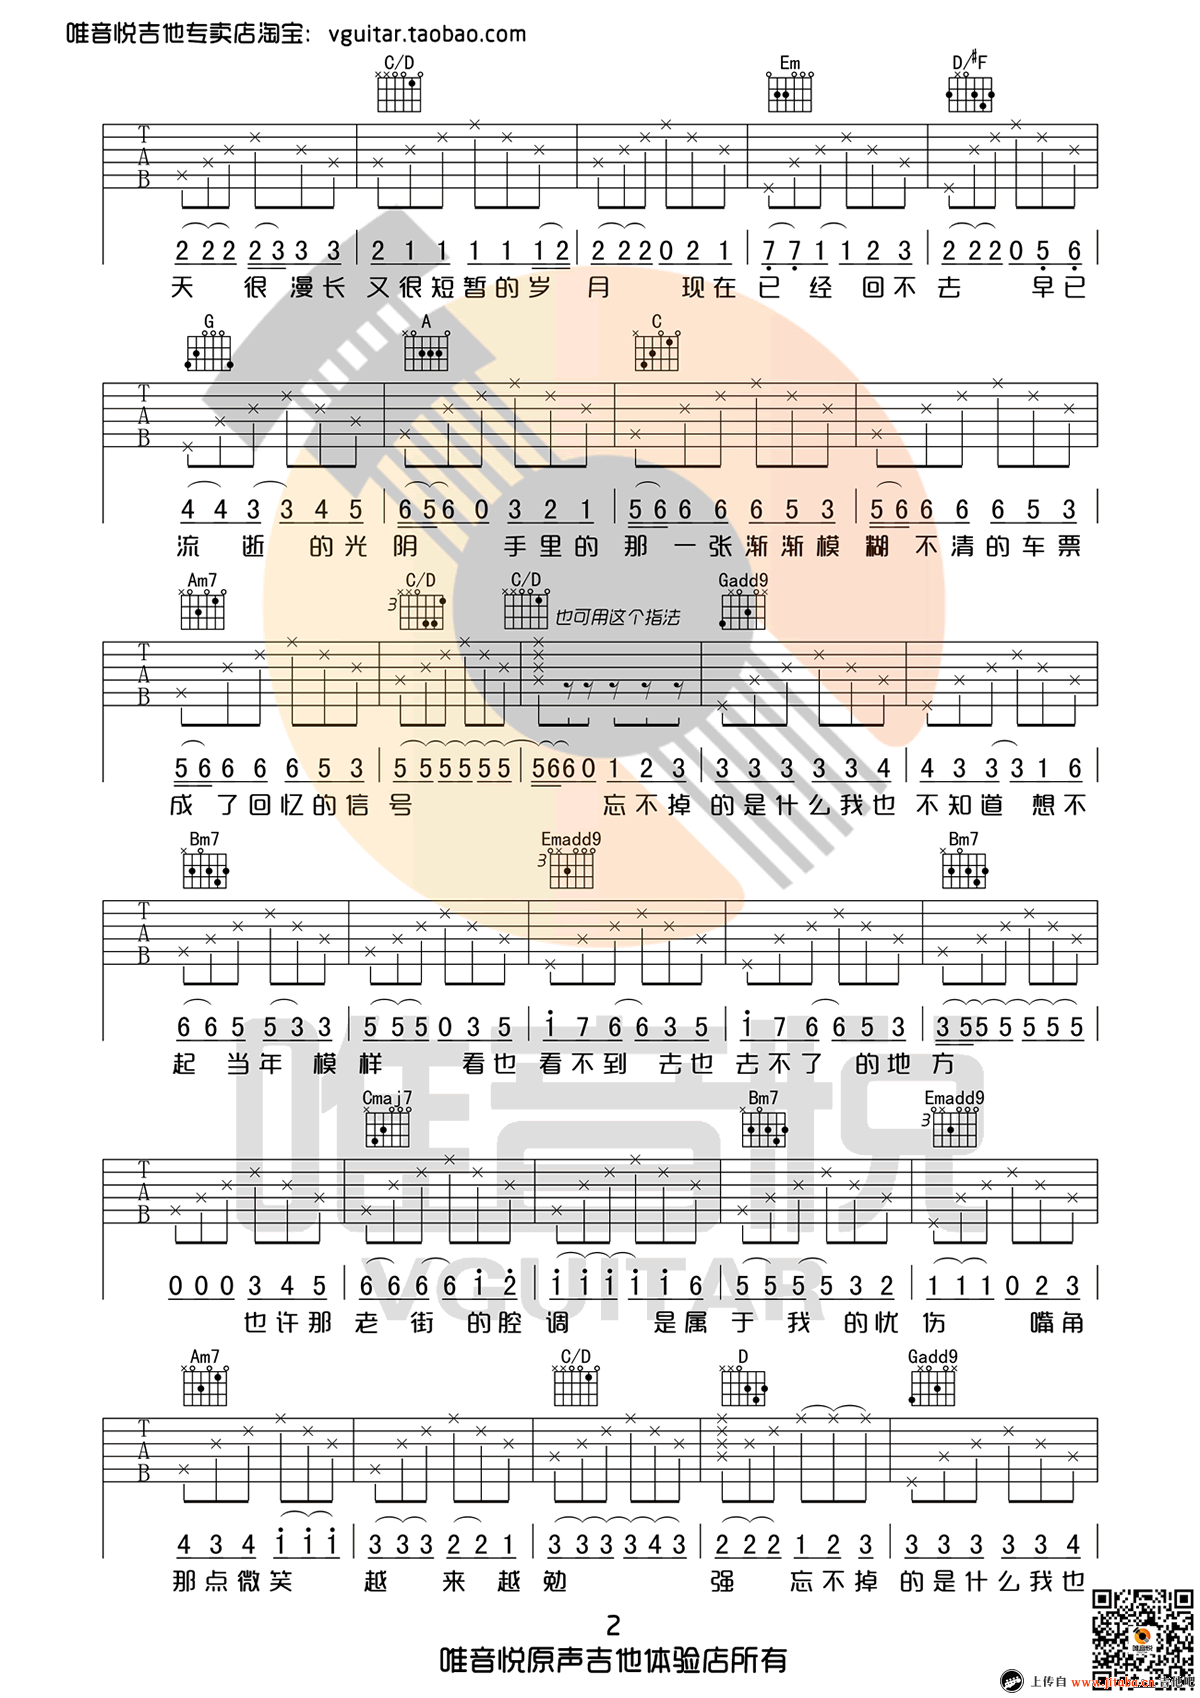 唯音悦吉他专卖店淘宝：vguitar.taobao.com
C/D Em D/#F
T A B
2 2 2 2 3 3 3 | 2 1 1 1 1 1 2 | 2 2 2 0 2 1 | 7 7 1 1 2 3 | 2 2 2 0 5 6 |
天 很漫长 又很短暂的岁 月 现在已 经 回不去 早已
G A C
T A B
4 4 3 3 4 5 | 6 5 6 0 3 2 1 | 5 6 6 6 6 5 3 | 5 6 6 6 6 5 3 |
流 逝 的光 阴 手里的 那 一张渐渐模 糊 不清的车票
Am7 3 C/D C/D 也可用这个指法 Gadd9
T A B
5 6 6 6 6 5 3 | 5 5 5 5 5 5 | 5 6 6 0 1 2 3 | 3 3 3 3 3 4 | 4 3 3 3 1 6 |
成 了回忆的信 号 忘不掉 的是什么我也 不知道 想不
Bm7 3 Emadd9 Bm7
T A B
6 6 5 5 3 3 | 5 5 5 0 3 5 | i 7 6 6 3 5 | i 7 6 6 5 3 | 3 5 5 5 5 5 5 |
起 当年 模 样 看也 看不到 去也 去不了 的地 方
Cmaj7 Bm7 3 Emadd9
T A B
0 0 0 3 4 5 | 6 6 6 6 i 2 | i i i i i 6 | 5 5 5 5 3 2 | 1 1 1 0 2 3 |
也许那 老 街 的腔 调 是属 于 我 的忧 伤 嘴角
Am7 C/D D Gadd9
T A B
4 3 4 i i i | 3 3 3 2 2 1 | 3 3 3 3 4 3 | 2 2 2 1 2 3 | 3 3 3 3 3 4 |
那点微笑 越 来 越 勉 强 忘不掉 的是什么我也
唯音悦
VGUITAR
2
唯音悦原声吉他体验店所有
唯音悦
上传自 www.jitaba.cn 吉他吧